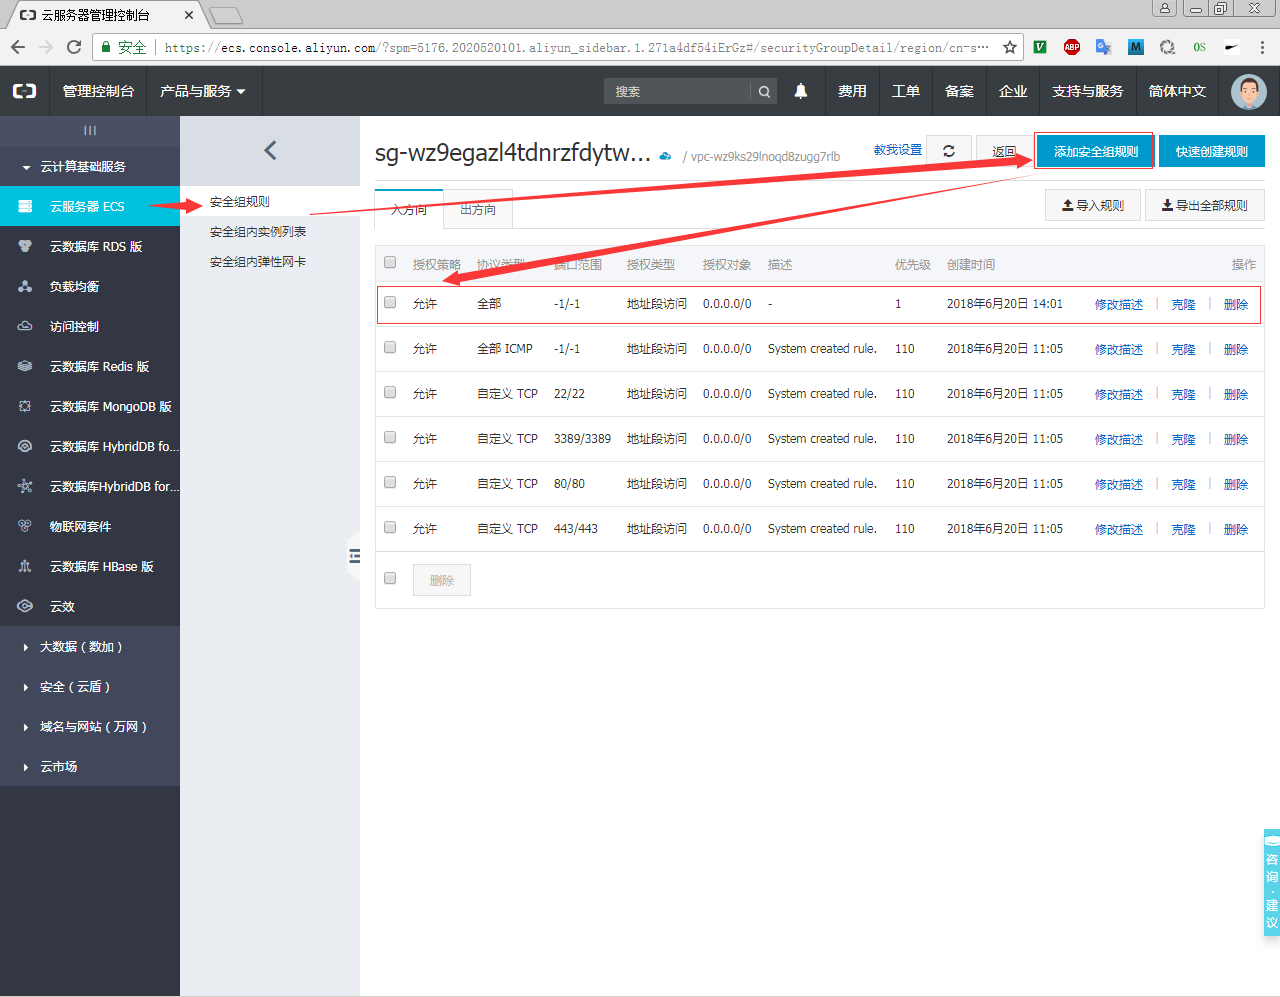 云服务器管理控制台
安全 https://ecs.console.aliyun.com/?spm=5176.2020520101.aliyun_sidebar.1.271a4df54iErGz#/securityGroupDetail/region/cn-s…
V ABP M OS
管理控制台 产品与服务 搜索 费用 工单 备案 企业 支持与服务 简体中文
云计算基础服务
云服务器 ECS
云数据库 RDS 版
负载均衡
访问控制
云数据库 Redis 版
云数据库 MongoDB 版
云数据库 HybridDB fo...
云数据库HybridDB for...
物联网套件
云数据库 HBase 版
云效
大数据（数加）
安全（云盾）
域名与网站（万网）
云市场
安全组规则
安全组内实例列表
安全组内弹性网卡
sg-wz9egazl4tdnrzfdytw... / vpc-wz9ks29lnoqd8zugg7rlb 教我设置 返回 添加安全组规则 快速创建规则
入方向 出方向 导入规则 导出全部规则
授权策略 协议类型 端口范围 授权类型 授权对象 描述 优先级 创建时间 操作
允许 全部 -1/-1 地址段访问 0.0.0.0/0 - 1 2018年6月20日 14:01 修改描述 | 克隆 | 删除
允许 全部 ICMP -1/-1 地址段访问 0.0.0.0/0 System created rule. 110 2018年6月20日 11:05 修改描述 | 克隆 | 删除
允许 自定义 TCP 22/22 地址段访问 0.0.0.0/0 System created rule. 110 2018年6月20日 11:05 修改描述 | 克隆 | 删除
允许 自定义 TCP 3389/3389 地址段访问 0.0.0.0/0 System created rule. 110 2018年6月20日 11:05 修改描述 | 克隆 | 删除
允许 自定义 TCP 80/80 地址段访问 0.0.0.0/0 System created rule. 110 2018年6月20日 11:05 修改描述 | 克隆 | 删除
允许 自定义 TCP 443/443 地址段访问 0.0.0.0/0 System created rule. 110 2018年6月20日 11:05 修改描述 | 克隆 | 删除
删除
咨询·建议